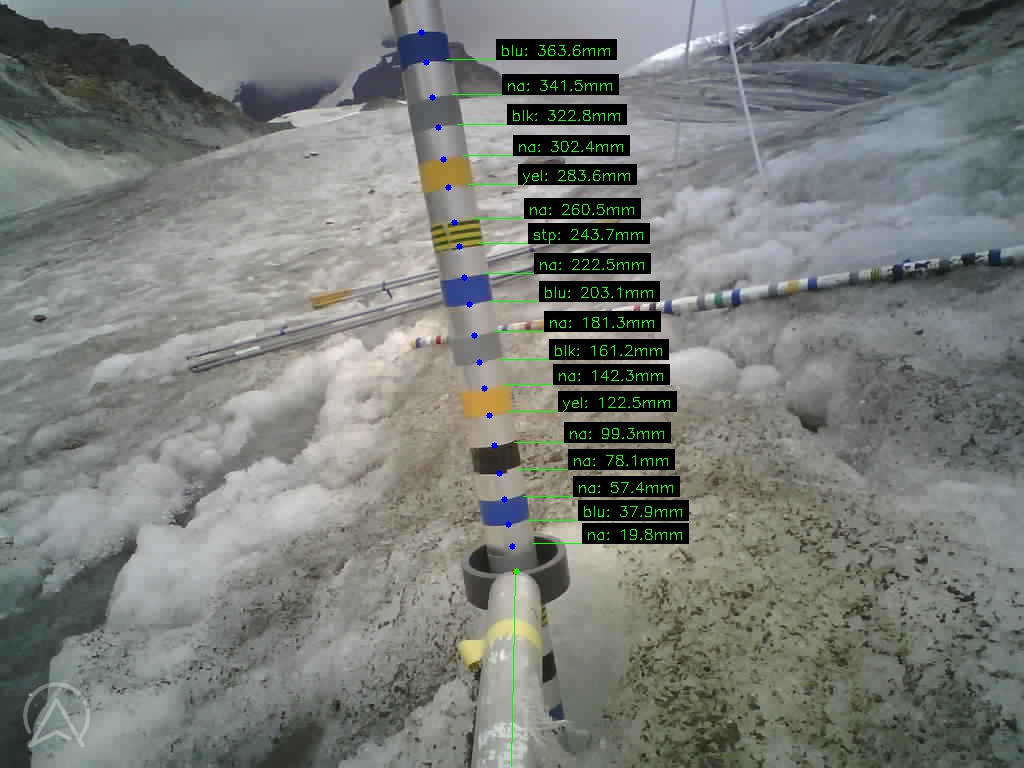 blu: 363.6mm
na: 341.5mm
blk: 322.8mm
na: 302.4mm
yel: 283.6mm
na: 260.5mm
stp: 243.7mm
na: 222.5mm
blu: 203.1mm
na: 181.3mm
blk: 161.2mm
na: 142.3mm
yel: 122.5mm
na: 99.3mm
na: 78.1mm
na: 57.4mm
blu: 37.9mm
na: 19.8mm